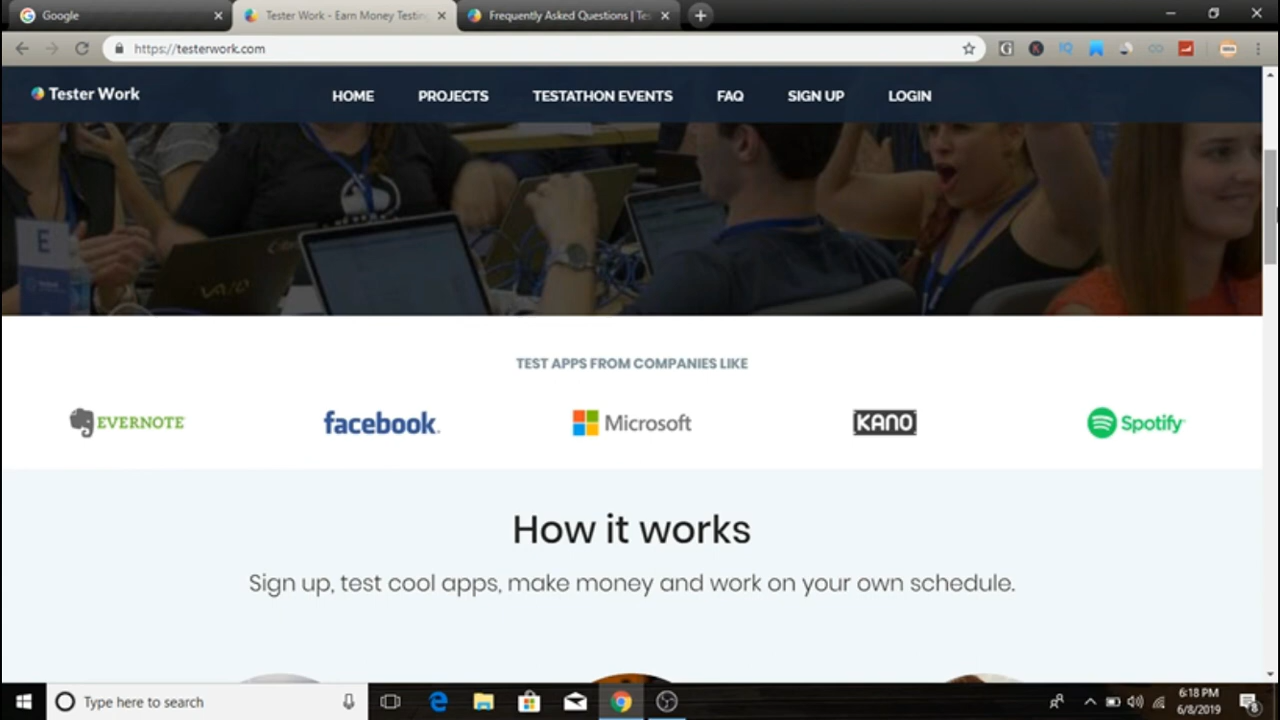 Google
Tester Work - Earn Money Testing
Frequently Asked Questions | Tes
https://testerwork.com
Tester Work
HOME PROJECTS TESTATHON EVENTS FAQ SIGN UP LOGIN
E
VAIO
TEST APPS FROM COMPANIES LIKE
EVERNOTE facebook. Microsoft KANO Spotify
How it works
Sign up, test cool apps, make money and work on your own schedule.
Type here to search
6:18 PM
6/8/2019